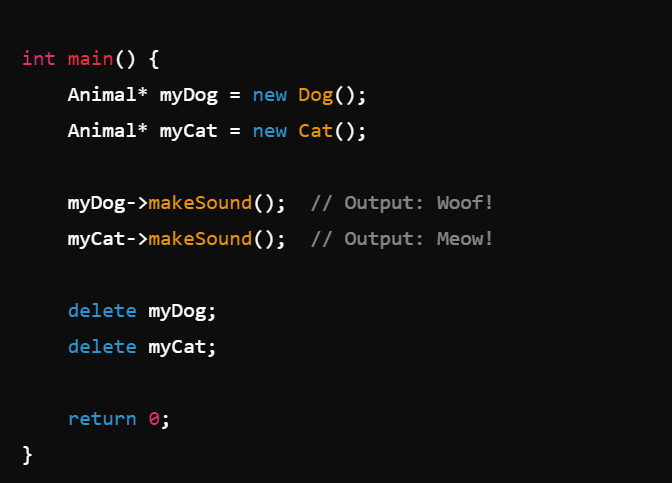 int main() {
    Animal* myDog = new Dog();
    Animal* myCat = new Cat();

    myDog->makeSound();  // Output: Woof!
    myCat->makeSound();  // Output: Meow!

    delete myDog;
    delete myCat;

    return 0;
}